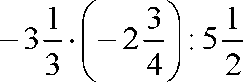 −3 1/3 · (−2 3/4) : 5 1/2